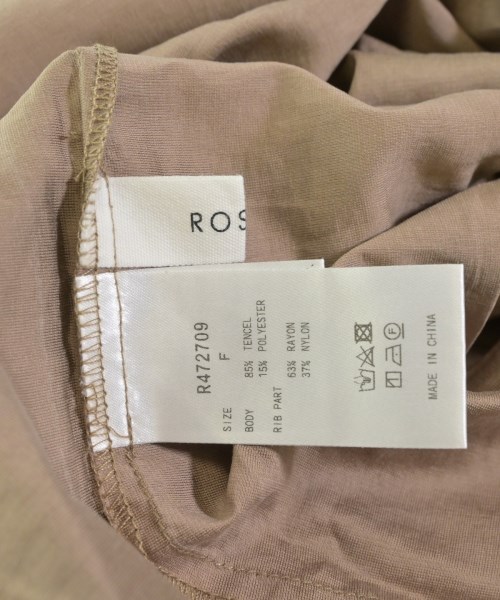 ROS
R472709
SIZE F
BODY 85% TENCEL
15% POLYESTER
RIB PART 63% RAYON
37% NYLON
F
MADE IN CHINA